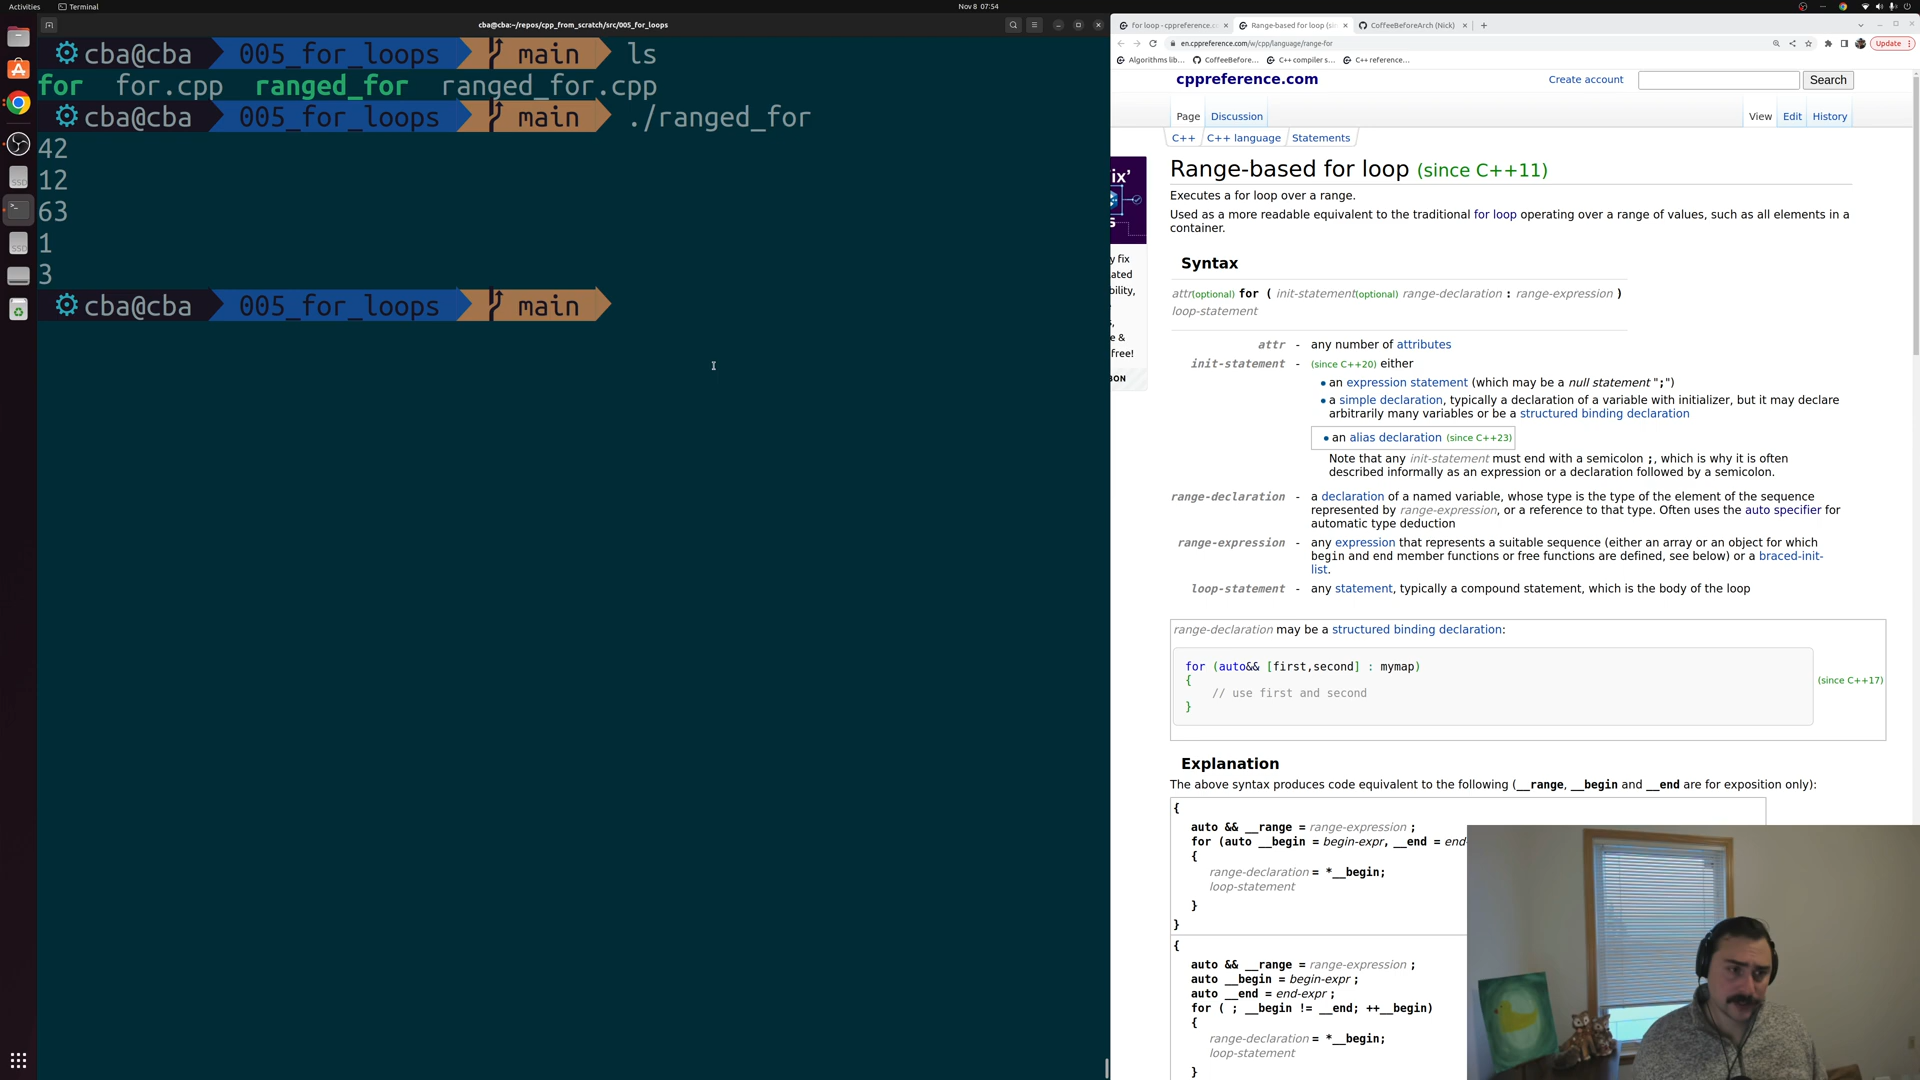 Activities
Terminal
Nov 8 07:54
cba@cba:~/repos/cpp_from_scratch/src/005_for_loops
cba@cba 005_for_loops main ls
for for.cpp ranged_for ranged_for.cpp
cba@cba 005_for_loops main ./ranged_for
42
12
63
1
3
cba@cba 005_for_loops main
for loop - cppreference.c
Range-based for loop (sin
CoffeeBeforeArch (Nick)
en.cppreference.com/w/cpp/language/range-for
Update
Algorithms lib...
CoffeeBefore...
C++ compiler s...
C++ reference...
cppreference.com
Create account
Search
Page Discussion
View Edit History
C++ C++ language Statements
Range-based for loop (since C++11)
Executes a for loop over a range.
Used as a more readable equivalent to the traditional for loop operating over a range of values, such as all elements in a
container.
Syntax
attr(optional) for ( init-statement(optional) range-declaration : range-expression )
loop-statement
attr - any number of attributes
init-statement - (since C++20) either
• an expression statement (which may be a null statement ";")
• a simple declaration, typically a declaration of a variable with initializer, but it may declare
arbitrarily many variables or be a structured binding declaration
• an alias declaration (since C++23)
Note that any init-statement must end with a semicolon ;, which is why it is often
described informally as an expression or a declaration followed by a semicolon.
range-declaration - a declaration of a named variable, whose type is the type of the element of the sequence
represented by range-expression, or a reference to that type. Often uses the auto specifier for
automatic type deduction
range-expression - any expression that represents a suitable sequence (either an array or an object for which
begin and end member functions or free functions are defined, see below) or a braced-init-
list.
loop-statement - any statement, typically a compound statement, which is the body of the loop
range-declaration may be a structured binding declaration:
for (auto&& [first,second] : mymap)
{
// use first and second
}
(since C++17)
Explanation
The above syntax produces code equivalent to the following (__range, __begin and __end are for exposition only):
{
auto && __range = range-expression ;
for (auto __begin = begin-expr, __end = end-
{
range-declaration = *__begin;
loop-statement
}
}
{
auto && __range = range-expression ;
auto __begin = begin-expr ;
auto __end = end-expr ;
for ( ; __begin != __end; ++__begin)
{
range-declaration = *__begin;
loop-statement
}